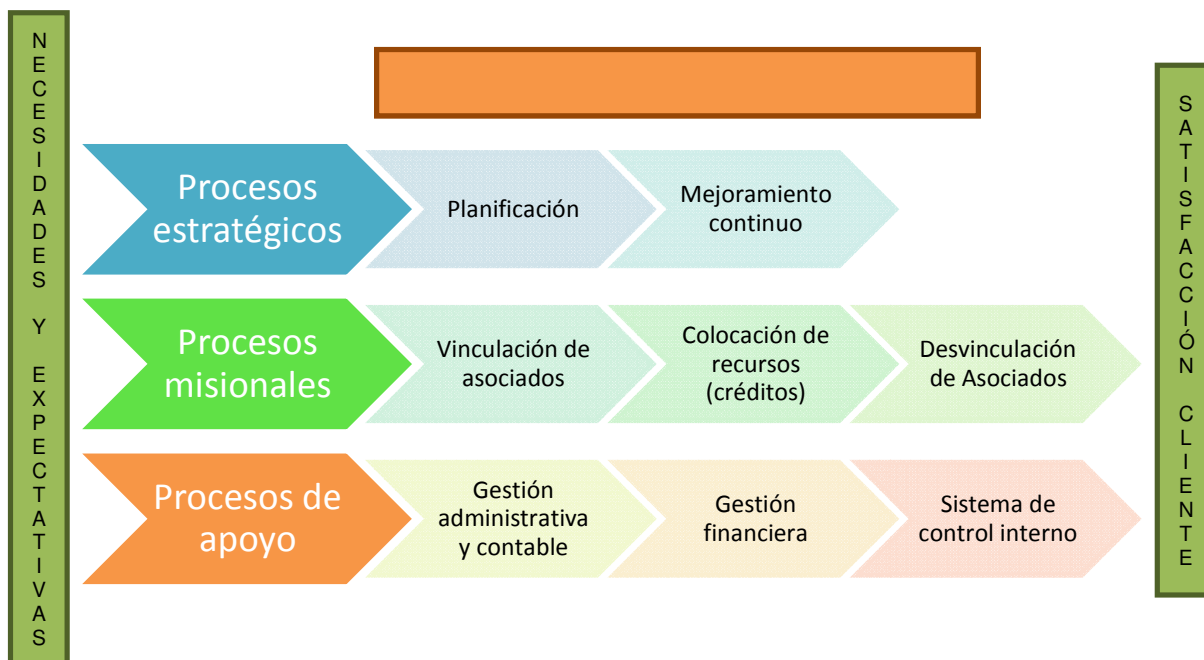 NECESIDADES Y EXPECTATIVAS
Procesos
estratégicos
Planificación
Mejoramiento
continuo
Procesos
misionales
Vinculación de
asociados
Colocación de
recursos
(créditos)
Desvinculación
de Asociados
Procesos de
apoyo
Gestión
administrativa
y contable
Gestión
financiera
Sistema de
control interno
SATISFACCIÓN CLIENTE